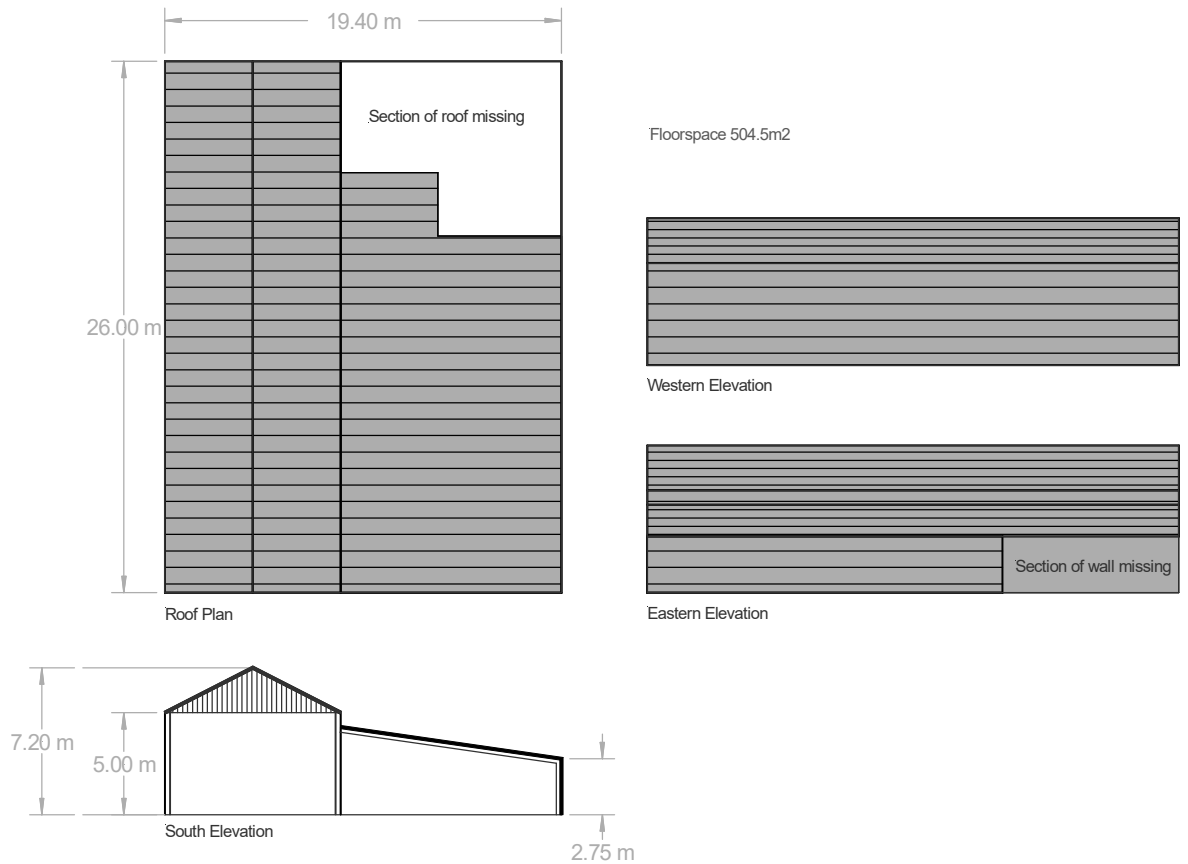 19.40 m
Section of roof missing
Floorspace 504.5m2
26.00 m
Western Elevation
Section of wall missing
Roof Plan
Eastern Elevation
7.20 m
5.00 m
South Elevation
2.75 m